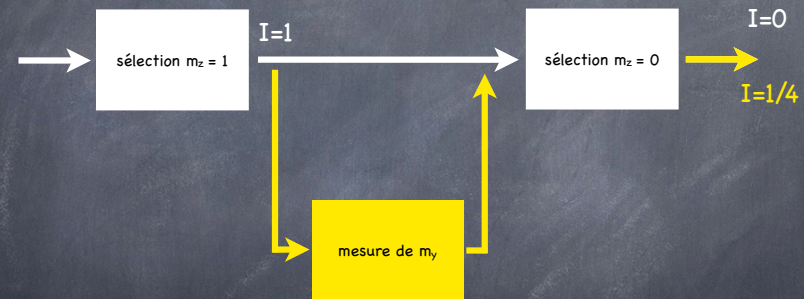 sélection mz = 1
I=1
sélection mz = 0
I=0
I=1/4
mesure de my